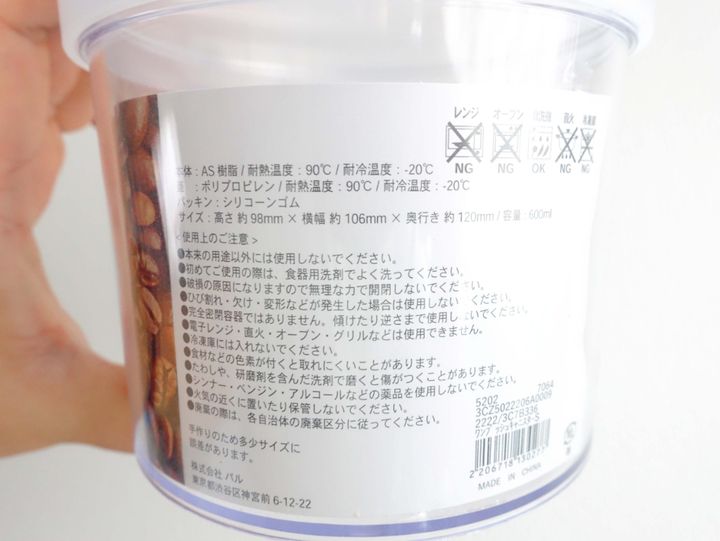 レンジ オーブン 食洗機 直火 冷凍庫
NG NG OK NG NG
本体：AS樹脂 / 耐熱温度：90℃ / 耐冷温度：-20℃
蓋：ポリプロピレン / 耐熱温度：90℃ / 耐冷温度：-20℃
パッキン：シリコーンゴム
サイズ：高さ 約98mm × 横幅 約106mm × 奥行き 約120mm / 容量：600ml
＜使用上のご注意＞
●本来の用途以外には使用しないでください。
●初めてご使用の際は、食器用洗剤でよく洗ってください。
●破損の原因になりますので無理な力で開閉しないでください。
●ひび割れ・欠け・変形などが発生した場合は使用しないでください。
●完全密閉容器ではありません。傾けたり逆さまで使用しないでください。
●電子レンジ・直火・オーブン・グリルなどは使用できません。
●冷凍庫には入れないでください。
●食材などの色素が付くと取れにくいことがあります。
●たわしや、研磨剤を含んだ洗剤で磨くと傷がつくことがあります。
●シンナー・ベンジン・アルコールなどの薬品を使用しないでください。
●火気の近くに置いたり保管しないでください。
●廃棄の際は、各自治体の廃棄区分に従ってください。
手作りのため多少サイズに
誤差があります。
株式会社 パル
東京都渋谷区神宮前 6-12-22
5202 7064
3CZ5Q22206A0009
2222/3C7B336
ワンプッシュキャニスターS
MADE IN CHINA